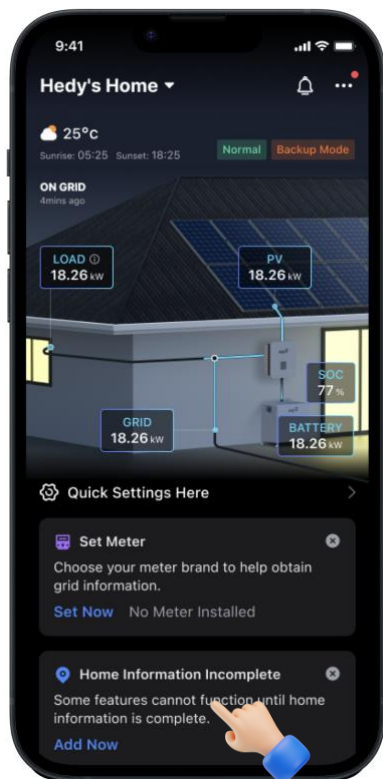 9:41
Hedy's Home
25°C
Sunrise: 05:25 Sunset: 18:25
Normal
Backup Mode
ON GRID
4mins ago
LOAD
18.26 kW
PV
18.26 kW
SOC
77 %
GRID
18.26 kW
BATTERY
18.26 kW
Quick Settings Here
Set Meter
Choose your meter brand to help obtain
grid information.
Set Now No Meter Installed
Home Information Incomplete
Some features cannot function until home
information is complete.
Add Now